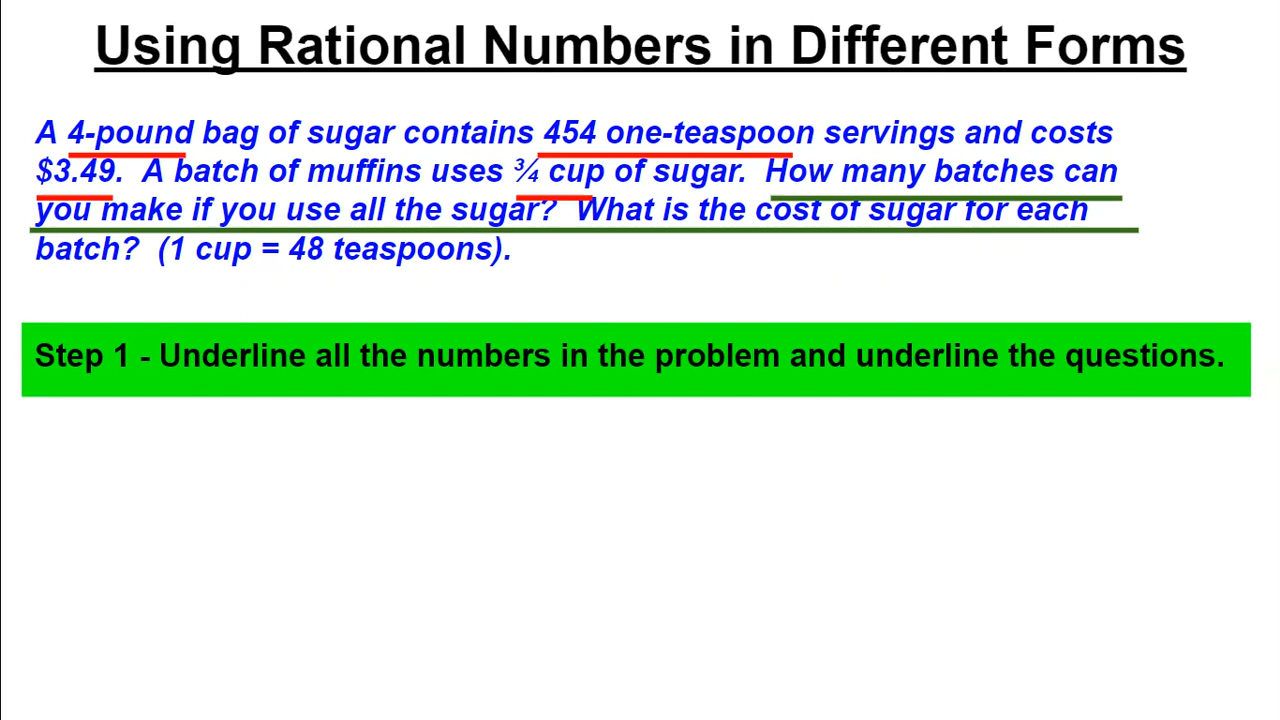 Using Rational Numbers in Different Forms
A 4-pound bag of sugar contains 454 one-teaspoon servings and costs
$3.49.  A batch of muffins uses ¾ cup of sugar.  How many batches can
you make if you use all the sugar?  What is the cost of sugar for each
batch?  (1 cup = 48 teaspoons).
Step 1 - Underline all the numbers in the problem and underline the questions.